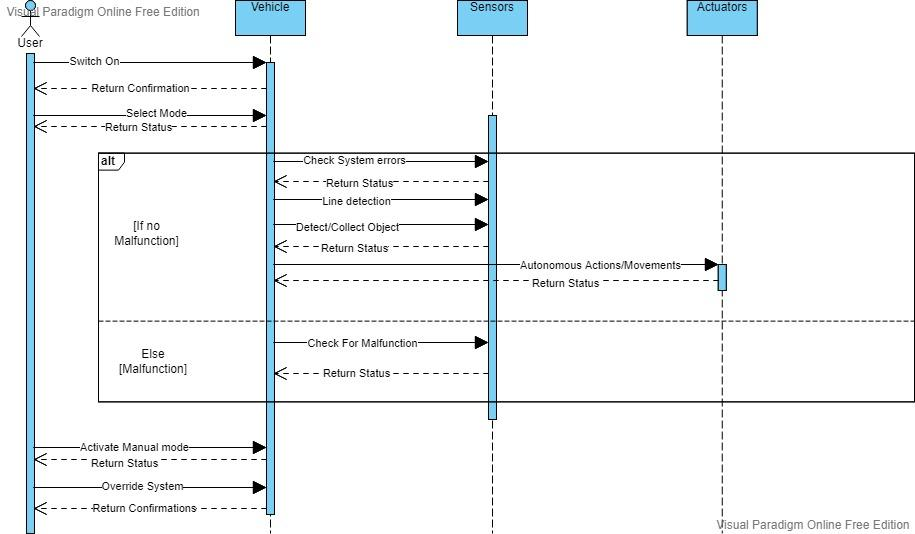 Visual Paradigm Online Free Edition
Vehicle
Sensors
Actuators
User
Switch On
Return Confirmation
Select Mode
Return Status
alt
Check System errors
Return Status
Line detection
[If no
Malfunction]
Detect/Collect Object
Return Status
Autonomous Actions/Movements
Return Status
Check For Malfunction
Else
[Malfunction]
Return Status
Activate Manual mode
Return Status
Override System
Return Confirmations
Visual Paradigm Online Free Edition